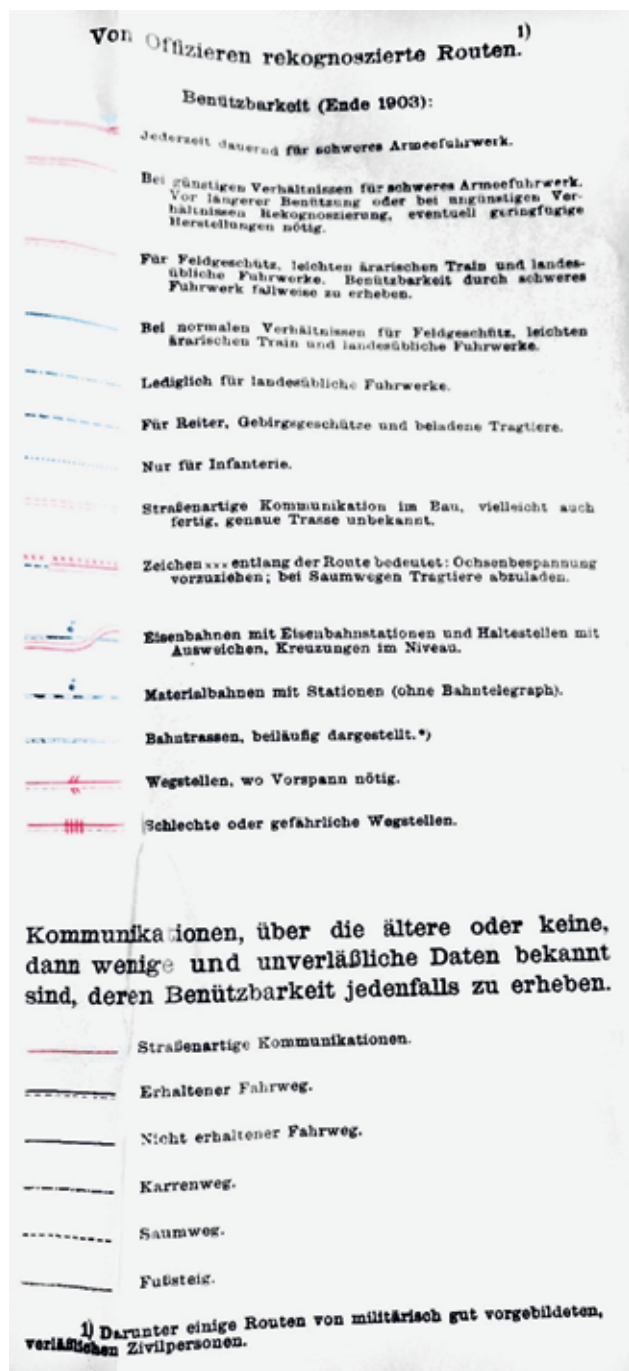 Von Offizieren rekognoszierte Routen.1)
Benützbarkeit (Ende 1903):
Jederzeit dauernd für schweres Armeefuhrwerk.
Bei günstigen Verhältnissen für schweres Armeefuhrwerk.
Vor längerer Benützung oder bei ungünstigen Ver-
hältnissen Rekognoszierung, eventuell geringfügige
Herstellungen nötig.
Für Feldgeschütz, leichten ärarischen Train und landes-
übliche Fuhrwerke. Benützbarkeit durch schweres
Fuhrwerk fallweise zu erheben.
Bei normalen Verhältnissen für Feldgeschütz, leichten
ärarischen Train und landesübliche Fuhrwerke.
Lediglich für landesübliche Fuhrwerke.
Für Reiter, Gebirgsgeschütze und beladene Tragtiere.
Nur für Infanterie.
Straßenartige Kommunikation im Bau, vielleicht auch
fertig, genaue Trasse unbekannt.
Zeichen ××× entlang der Route bedeutet: Ochsenbespannung
vorzuziehen; bei Saumwegen Tragtiere abzuladen.
Eisenbahnen mit Eisenbahnstationen und Haltestellen mit
Ausweichen, Kreuzungen im Niveau.
Materialbahnen mit Stationen (ohne Bahntelegraph).
Bahntrassen, beiläufig dargestellt.*)
Wegstellen, wo Vorspann nötig.
Schlechte oder gefährliche Wegstellen.
Kommunikationen, über die ältere oder keine,
dann wenige und unverläßliche Daten bekannt
sind, deren Benützbarkeit jedenfalls zu erheben.
Straßenartige Kommunikationen.
Erhaltener Fahrweg.
Nicht erhaltener Fahrweg.
Karrenweg.
Saumweg.
Fußsteig.
1) Darunter einige Routen von militärisch gut vorgebildeten,
verläßlichen Zivilpersonen.